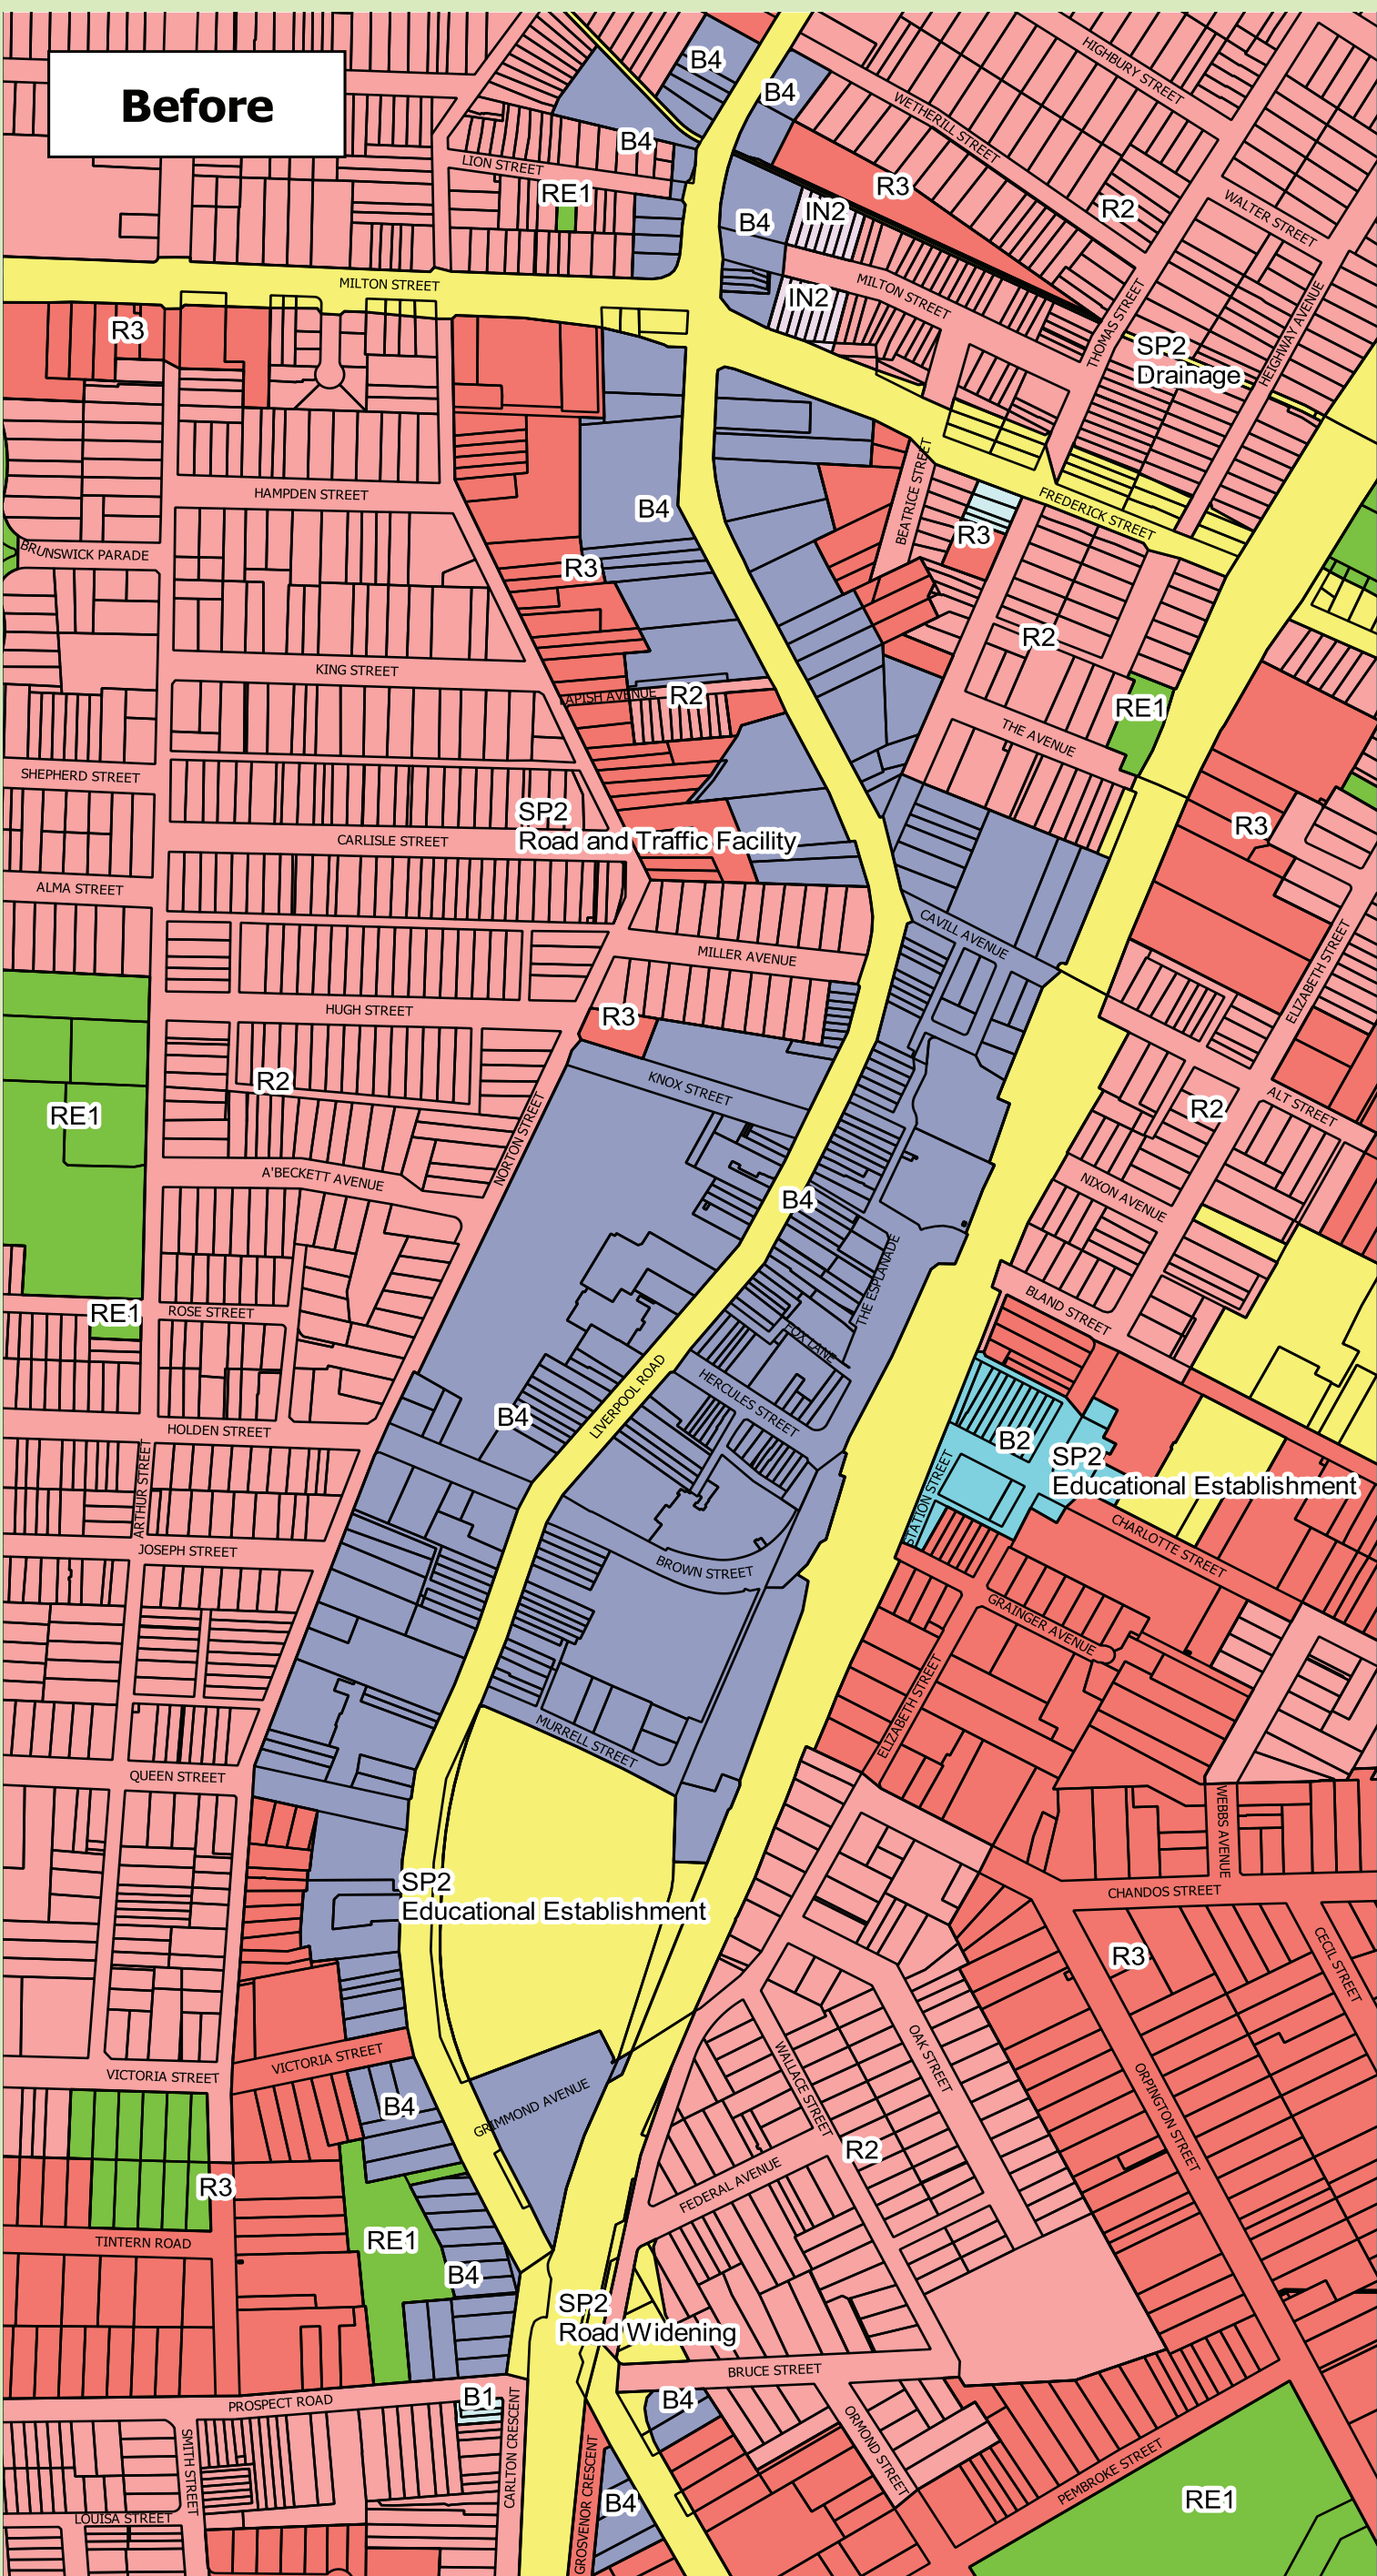 Before
B4
HIGHBURY STREET
B4
WETHERILL STREET
B4
LION STREET
RE1
R3
R2
IN2
B4
WALTER STREET
MILTON STREET
MILTON STREET
IN2
R3
THOMAS STREET
HEIGHWAY AVENUE
SP2
Drainage
BEATRICE STREET
HAMPDEN STREET
B4
FREDERICK STREET
R3
BRUNSWICK PARADE
R3
R2
KING STREET
APISH AVENUE
R2
RE1
THE AVENUE
SHEPHERD STREET
SP2
Road and Traffic Facility
R3
CARLISLE STREET
ALMA STREET
CAVILL AVENUE
MILLER AVENUE
ELIZABETH STREET
HUGH STREET
R3
R2
KNOX STREET
RE1
R2
ALT STREET
NORTON STREET
A'BECKETT AVENUE
B4
NIXON AVENUE
THE ESPLANADE
RE1
ROSE STREET
BLAND STREET
FOX LANE
LIVERPOOL ROAD
HERCULES STREET
B4
HOLDEN STREET
B2
SP2
Educational Establishment
ARTHUR STREET
STATION STREET
CHARLOTTE STREET
JOSEPH STREET
BROWN STREET
GRAINGER AVENUE
ELIZABETH STREET
MURRELL STREET
QUEEN STREET
WEBBS AVENUE
SP2
Educational Establishment
CHANDOS STREET
R3
CECIL STREET
VICTORIA STREET
VICTORIA STREET
OAK STREET
WALLACE STREET
ORPINGTON STREET
B4
GRIMMOND AVENUE
R2
R3
FEDERAL AVENUE
TINTERN ROAD
RE1
B4
SP2
Road Widening
BRUCE STREET
PROSPECT ROAD
B1
B4
CARLTON CRESCENT
SMITH STREET
ORMOND STREET
PEMBROKE STREET
GROSVENOR CRESCENT
B4
RE1
LOUISA STREET